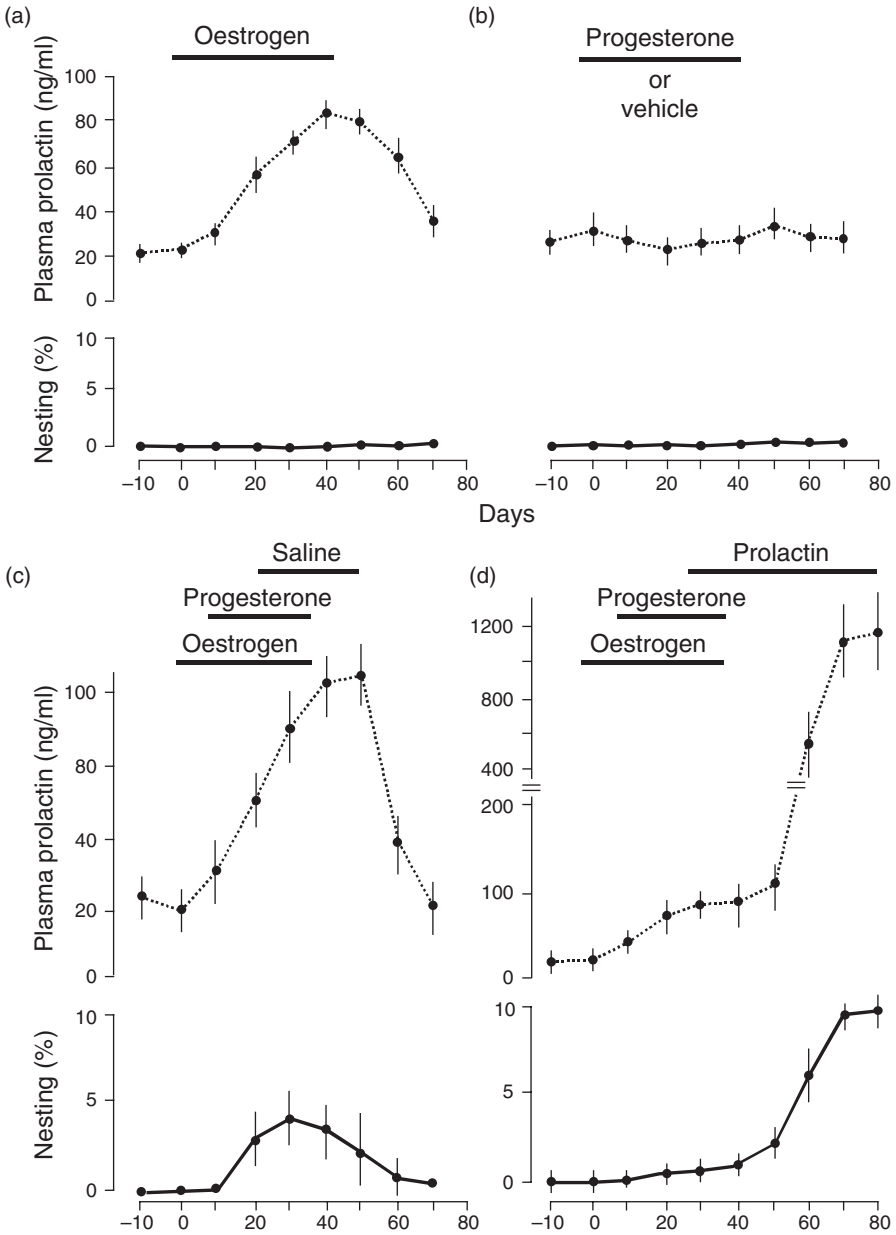 (a)
Oestrogen
Plasma prolactin (ng/ml)
100
80
60
40
20
0
Nesting (%)
10
5
0
–10 0 20 40 60 80
(b)
Progesterone
or
vehicle
–10 0 20 40 60 80
Days
(c)
Saline
Progesterone
Oestrogen
Plasma prolactin (ng/ml)
100
80
40
20
0
Nesting (%)
10
5
0
–10 0 20 40 60 80
(d)
Prolactin
Progesterone
Oestrogen
1200
800
400
200
100
0
10
5
0
–10 0 20 40 60 80